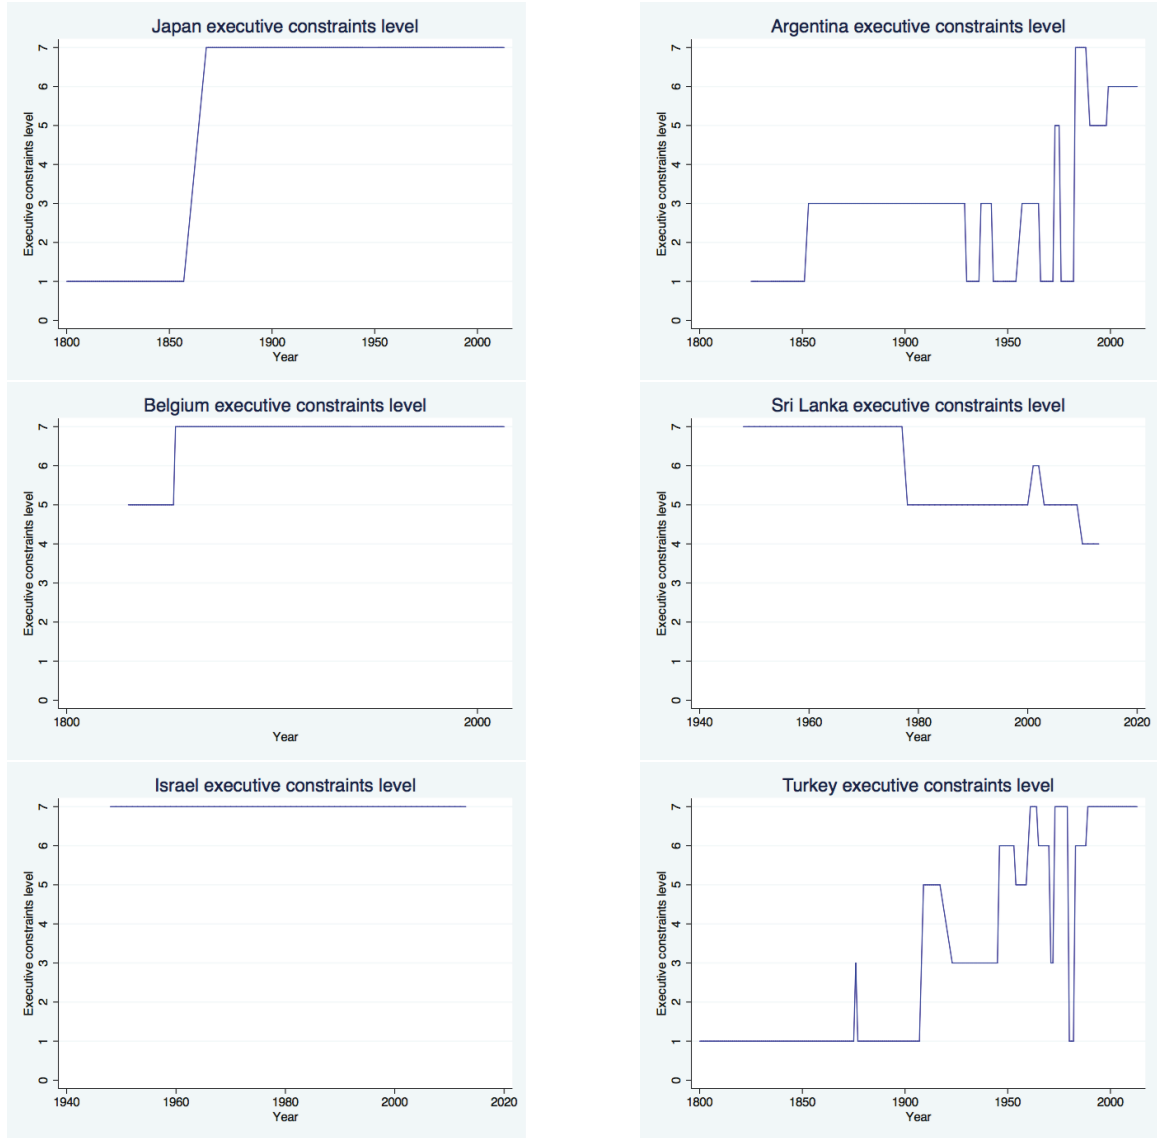 Japan executive constraints level
Executive constraints level
7
6
5
4
3
2
1
0
1800 1850 1900 1950 2000
Year
Argentina executive constraints level
Executive constraints level
7
6
5
4
3
2
1
0
1800 1850 1900 1950 2000
Year
Belgium executive constraints level
Executive constraints level
7
6
5
4
3
2
1
0
1800 2000
Year
Sri Lanka executive constraints level
Executive constraints level
7
6
5
4
3
2
1
0
1940 1960 1980 2000 2020
Year
Israel executive constraints level
Executive constraints level
7
6
5
4
3
2
1
0
1940 1960 1980 2000 2020
Year
Turkey executive constraints level
Executive constraints level
7
6
5
4
3
2
1
0
1800 1850 1900 1950 2000
Year